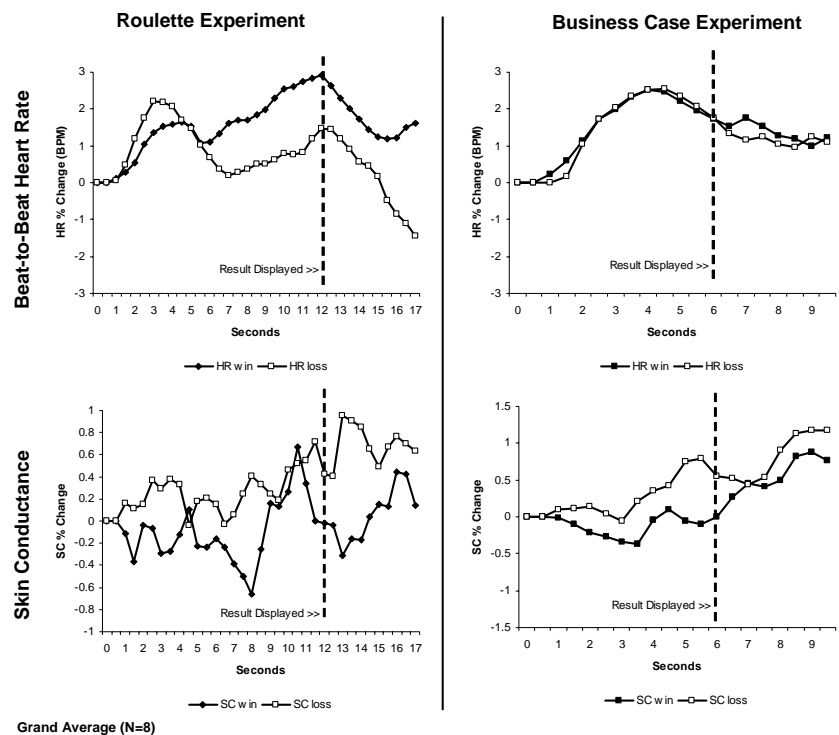 Roulette Experiment
Business Case Experiment
Beat-to-Beat Heart Rate
HR % Change (BPM)
3
2
1
0
1
2
3
Result Displayed >>
0 1 2 3 4 5 6 7 8 9 10 11 12 13 14 15 16 17
Seconds
HR win HR loss
HR % Change (BPM)
3
2
1
0
-1
-2
-3
Result Displayed >>
0 1 2 3 4 5 6 7 8 9
Seconds
HR win HR loss
Skin Conductance
SC % Change
1
0.8
0.6
0.4
0.2
0
-0.2
-0.4
-0.6
-0.8
-1
Result Displayed >>
0 1 2 3 4 5 6 7 8 9 10 11 12 13 14 15 16 17
Seconds
SC win SC loss
SC % Change
1.5
1
0.5
0
-0.5
-1
-1.5
Result Displayed >>
0 1 2 3 4 5 6 7 8 9
Seconds
SC win SC loss
Grand Average (N=8)